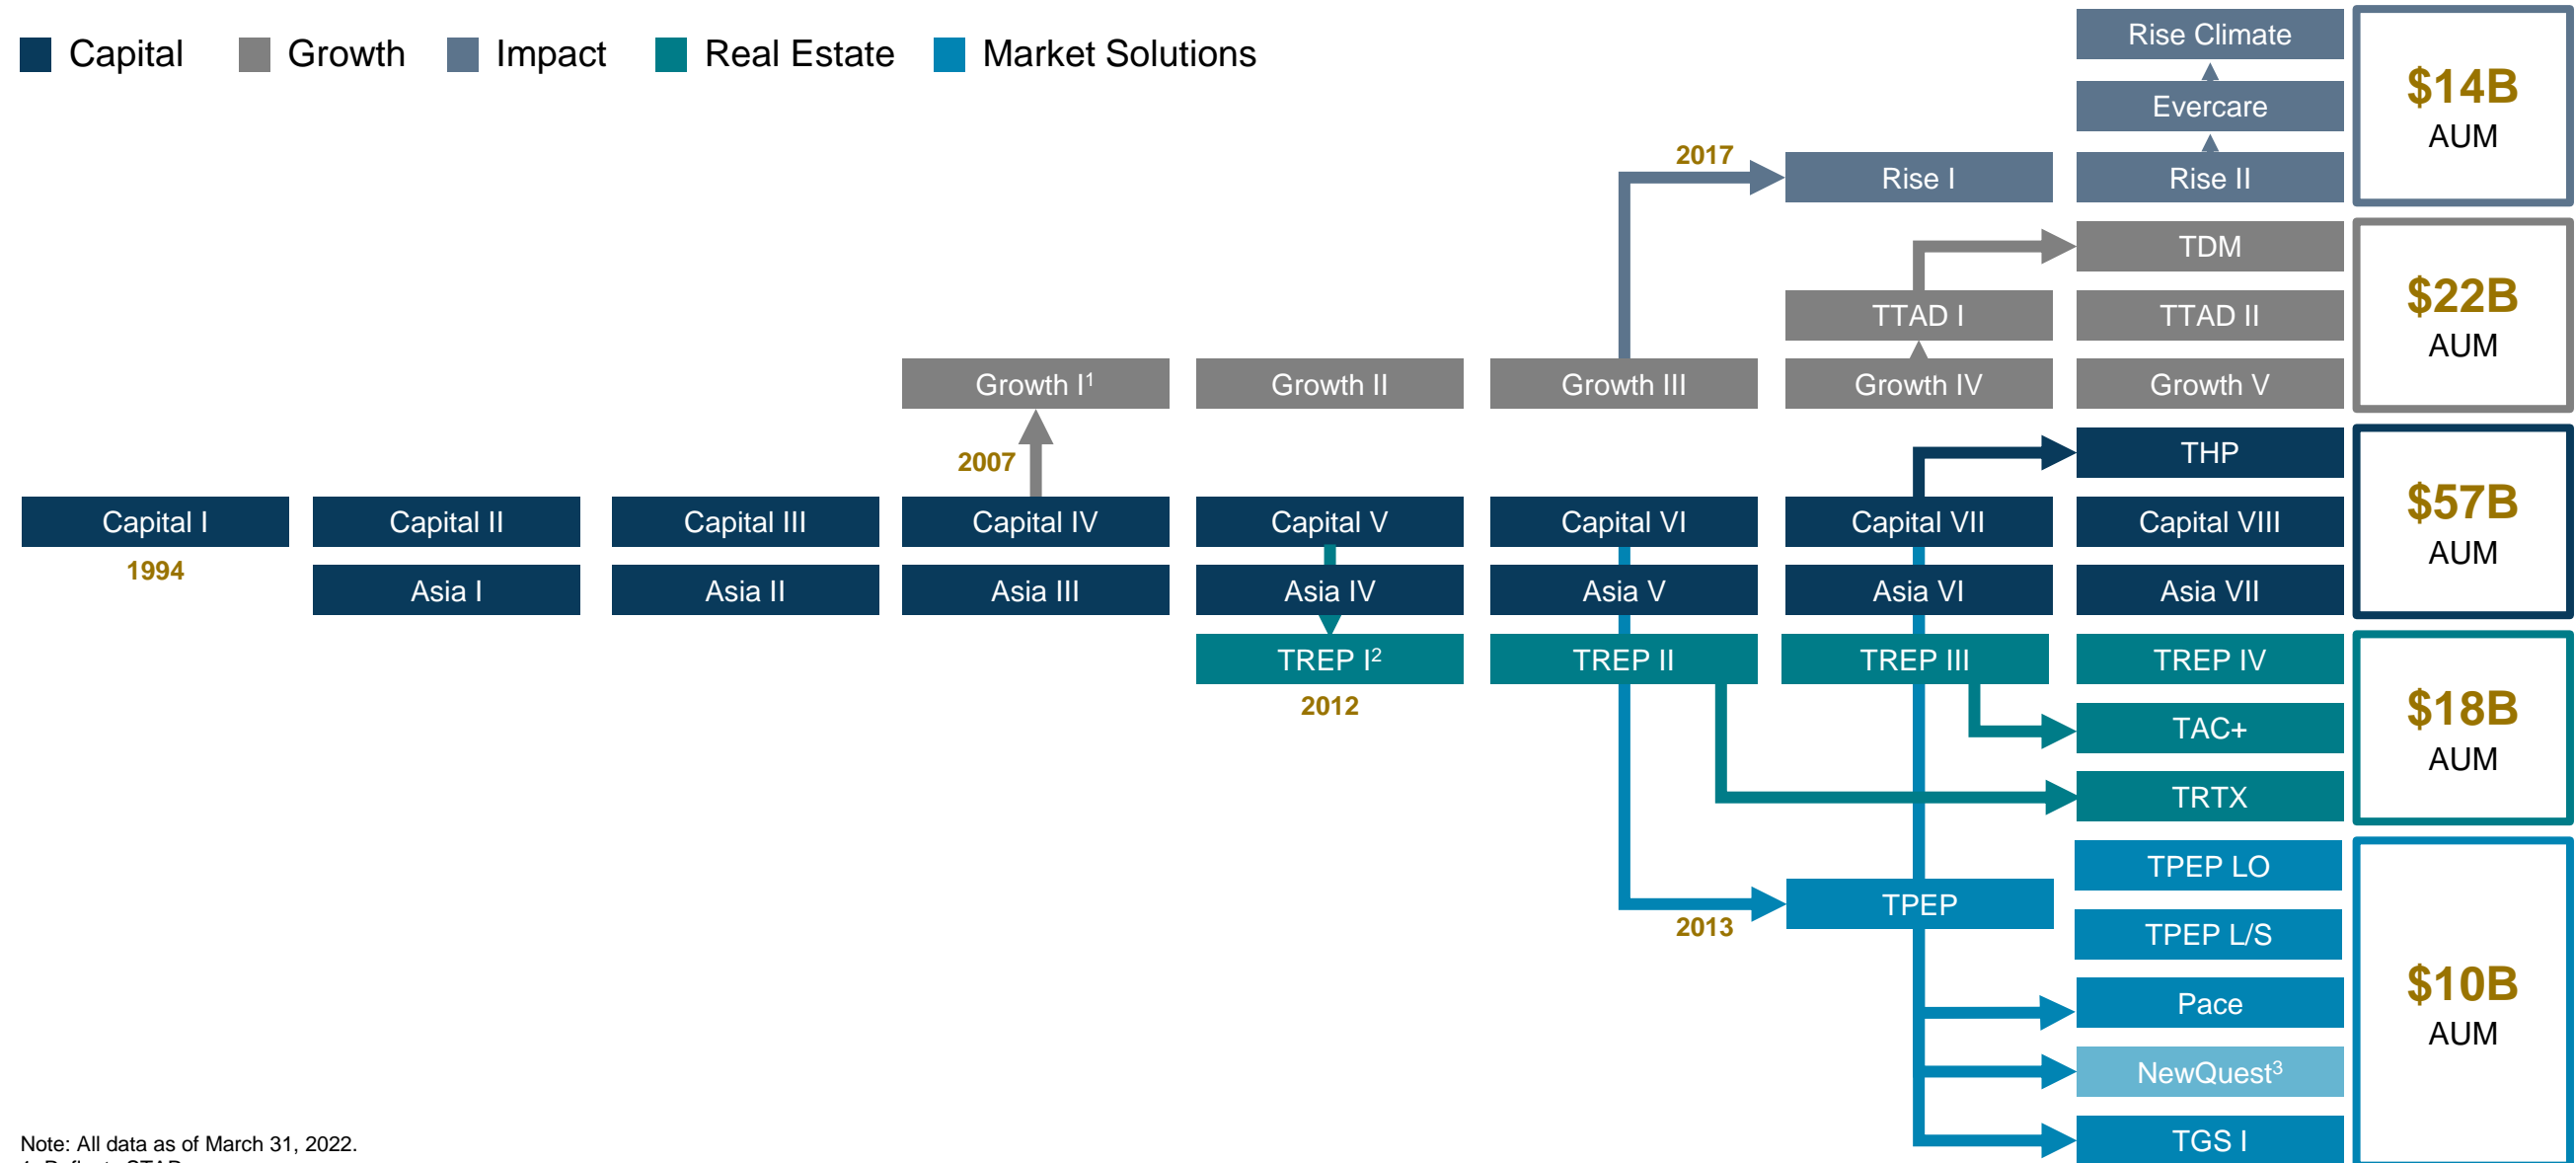 Capital
Growth
Impact
Real Estate
Market Solutions
Rise Climate
Evercare
2017
Rise I
Rise II
$14B
AUM
TDM
TTAD I
TTAD II
Growth I¹
Growth II
Growth III
Growth IV
Growth V
$22B
AUM
2007
THP
Capital I
Capital II
Capital III
Capital IV
Capital V
Capital VI
Capital VII
Capital VIII
1994
Asia I
Asia II
Asia III
Asia IV
Asia V
Asia VI
Asia VII
$57B
AUM
TREP I²
TREP II
TREP III
TREP IV
2012
TAC+
TRTX
$18B
AUM
TPEP LO
TPEP
2013
TPEP L/S
Pace
NewQuest³
TGS I
$10B
AUM
Note: All data as of March 31, 2022.